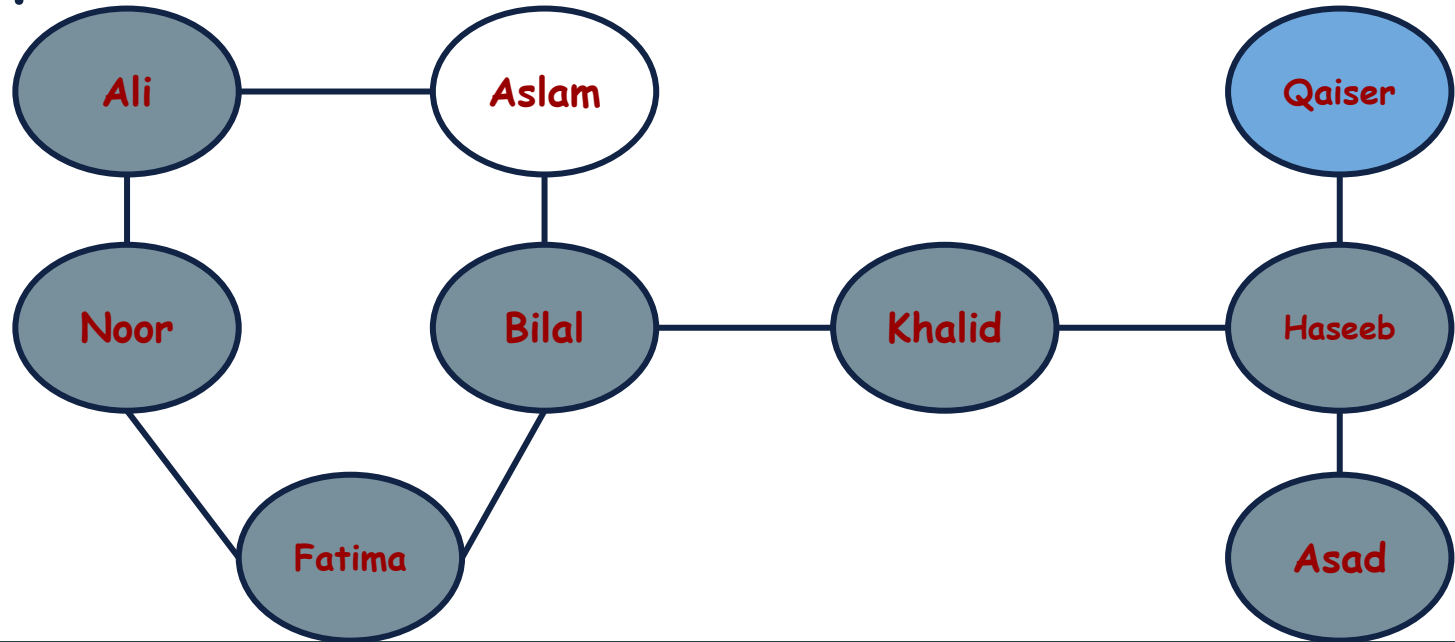 Ali
Aslam
Qaiser
Noor
Bilal
Khalid
Haseeb
Fatima
Asad